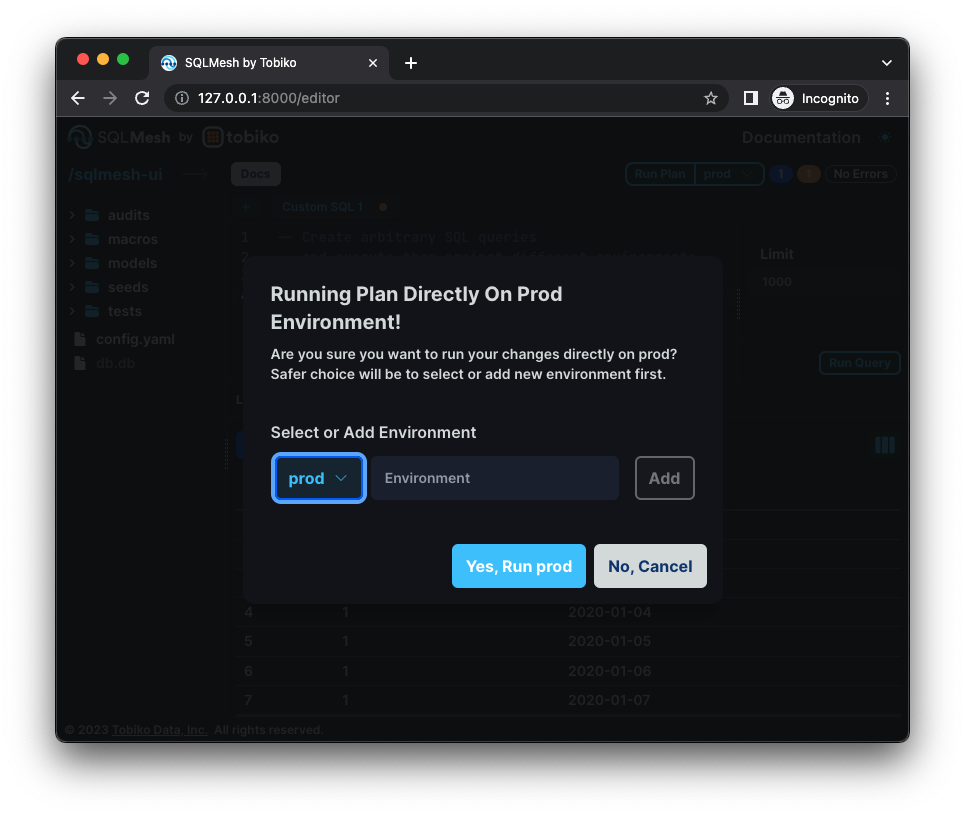 SQLMesh by Tobiko
127.0.0.1:8000/editor
Incognito
SQLMesh by tobiko
Documentation
/sqlmesh-ui
Docs
Run Plan prod
1
No Errors
audits
macros
models
seeds
tests
config.yaml
db.db
Custom SQL 1
1 -- Create arbitrary SQL queries
2
Limit
1000
Run Query
Running Plan Directly On Prod
Environment!
Are you sure you want to run your changes directly on prod?
Safer choice will be to select or add new environment first.
Select or Add Environment
prod
Environment
Add
Yes, Run prod
No, Cancel
4 1 2020-01-04
5 1 2020-01-05
6 1 2020-01-06
7 1 2020-01-07
© 2023 Tobiko Data, Inc. All rights reserved.